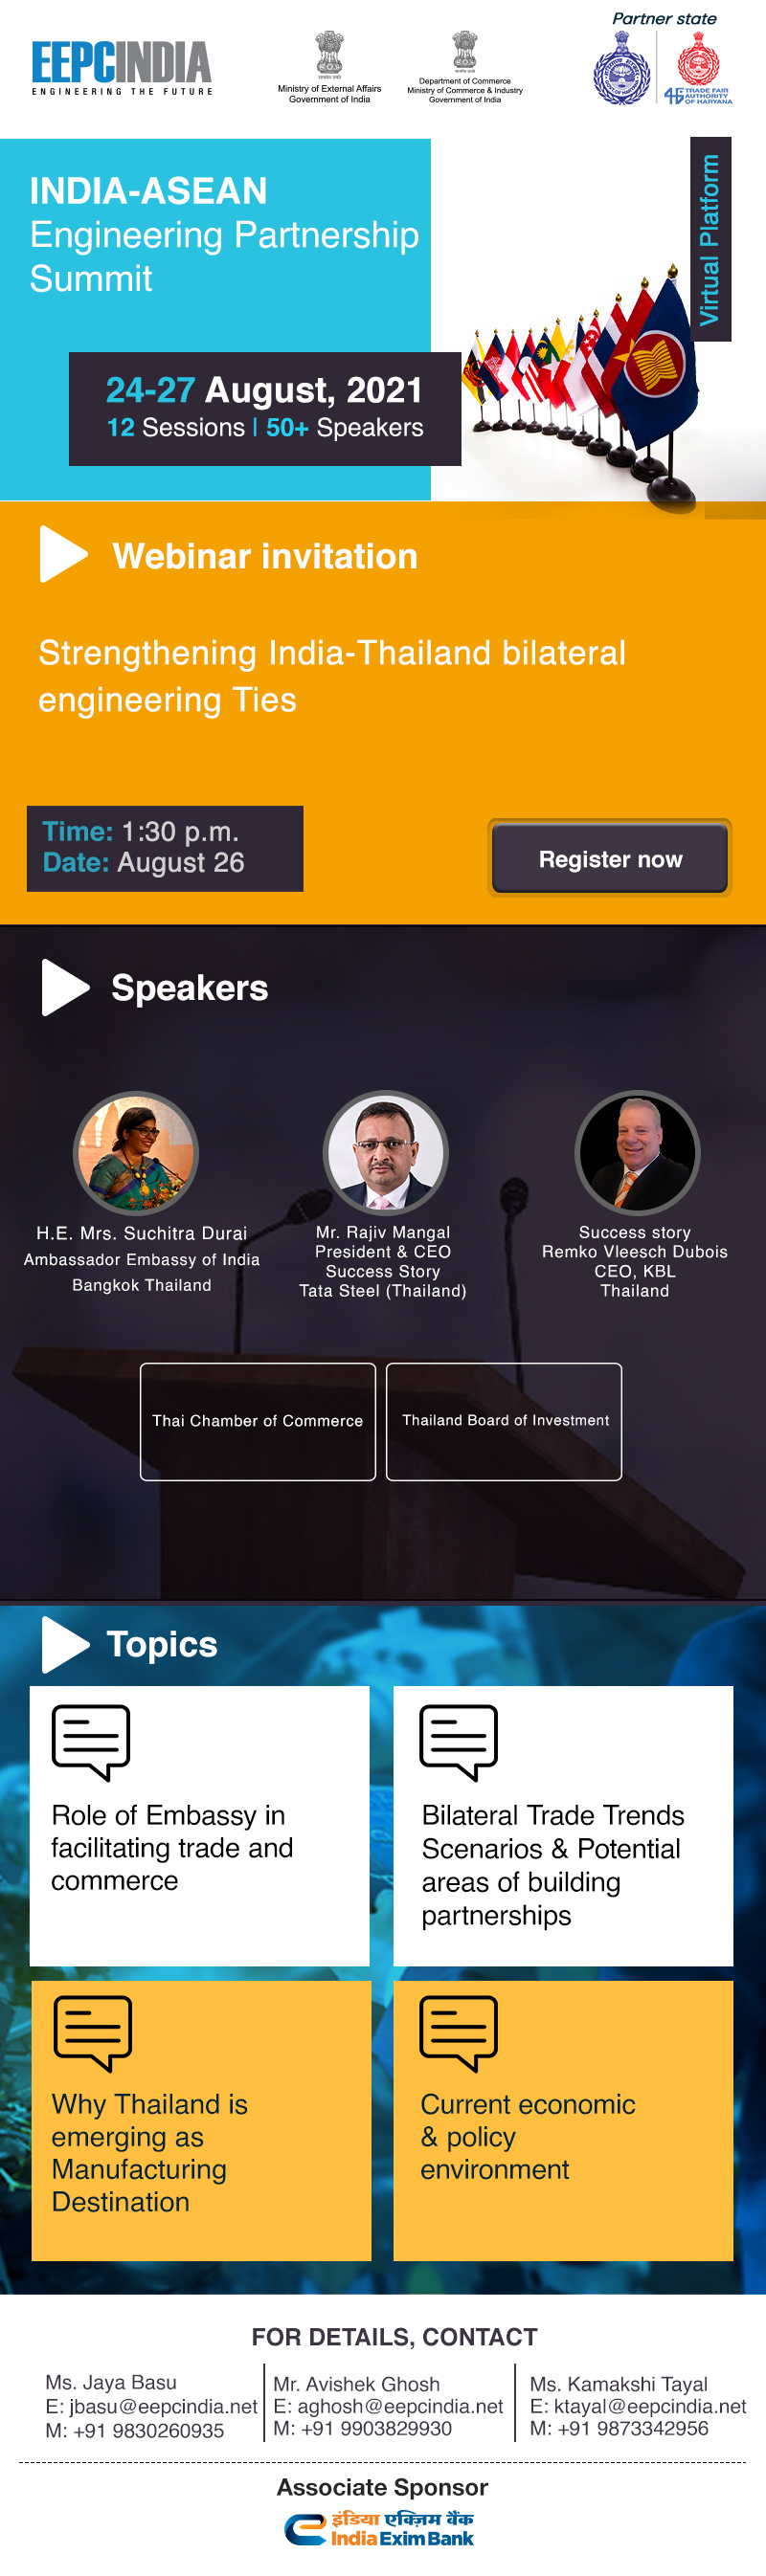 Partner state
EEPCINDIA
ENGINEERING THE FUTURE
Ministry of External Affairs
Government of India
Department of Commerce
Ministry of Commerce & Industry
Government of India
TRADE FAIR
AUTHORITY
OF HARYANA
Virtual Platform
INDIA-ASEAN
Engineering Partnership
Summit
24-27 August, 2021
12 Sessions | 50+ Speakers
Webinar invitation
Strengthening India-Thailand bilateral
engineering Ties
Time: 1:30 p.m.
Date: August 26
Register now
Speakers
H.E. Mrs. Suchitra Durai
Ambassador Embassy of India
Bangkok Thailand
Mr. Rajiv Mangal
President & CEO
Success Story
Tata Steel (Thailand)
Success story
Remko Vleesch Dubois
CEO, KBL
Thailand
Thai Chamber of Commerce
Thailand Board of Investment
Topics
Role of Embassy in
facilitating trade and
commerce
Bilateral Trade Trends
Scenarios & Potential
areas of building
partnerships
Why Thailand is
emerging as
Manufacturing
Destination
Current economic
& policy
environment
FOR DETAILS, CONTACT
Ms. Jaya Basu
E: jbasu@eepcindia.net
M: +91 9830260935
Mr. Avishek Ghosh
E: aghosh@eepcindia.net
M: +91 9903829930
Ms. Kamakshi Tayal
E: ktayal@eepcindia.net
M: +91 9873342956
Associate Sponsor
इंडिया एक्ज़िम बैंक
India Exim Bank